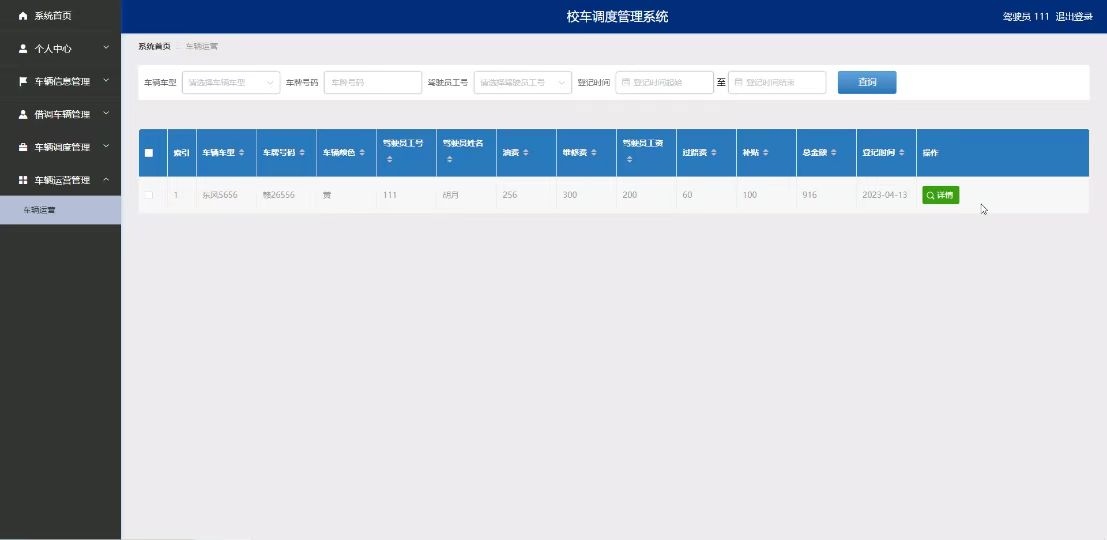 系统首页
校车调度管理系统
驾驶员 111 退出登录
个人中心
车辆信息管理
借调车辆管理
车辆调度管理
车辆运营管理
车辆运营
系统首页 车辆运营
车辆车型 请选择车辆车型 车牌号码 车牌号码 驾驶员工号 请选择驾驶员工号 登记时间 登记时间起始 至 登记时间结束 查询
索引 车辆车型 车牌号码 车辆颜色 驾驶员工号 驾驶员姓名 油费 维修费 驾驶员工资 过路费 补贴 总金额 登记时间 操作
1 东风5656 赣26556 黄 111 胡月 256 300 200 60 100 916 2023-04-13 详情